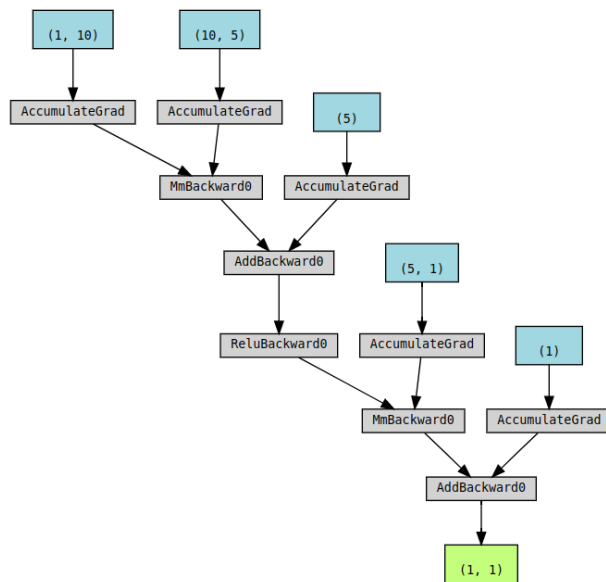 (1, 10)
(10, 5)
AccumulateGrad
AccumulateGrad
(5)
MmBackward0
AccumulateGrad
AddBackward0
(5, 1)
ReluBackward0
AccumulateGrad
(1)
MmBackward0
AccumulateGrad
AddBackward0
(1, 1)